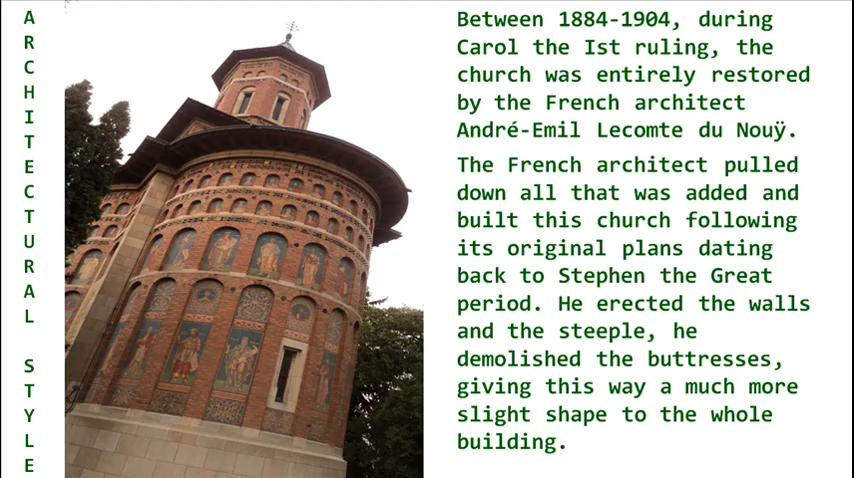 ARCHITECTURAL STYLE
Between 1884-1904, during
Carol the Ist ruling, the
church was entirely restored
by the French architect
André-Emil Lecomte du Nouÿ.
The French architect pulled
down all that was added and
built this church following
its original plans dating
back to Stephen the Great
period. He erected the walls
and the steeple, he
demolished the buttresses,
giving this way a much more
slight shape to the whole
building.